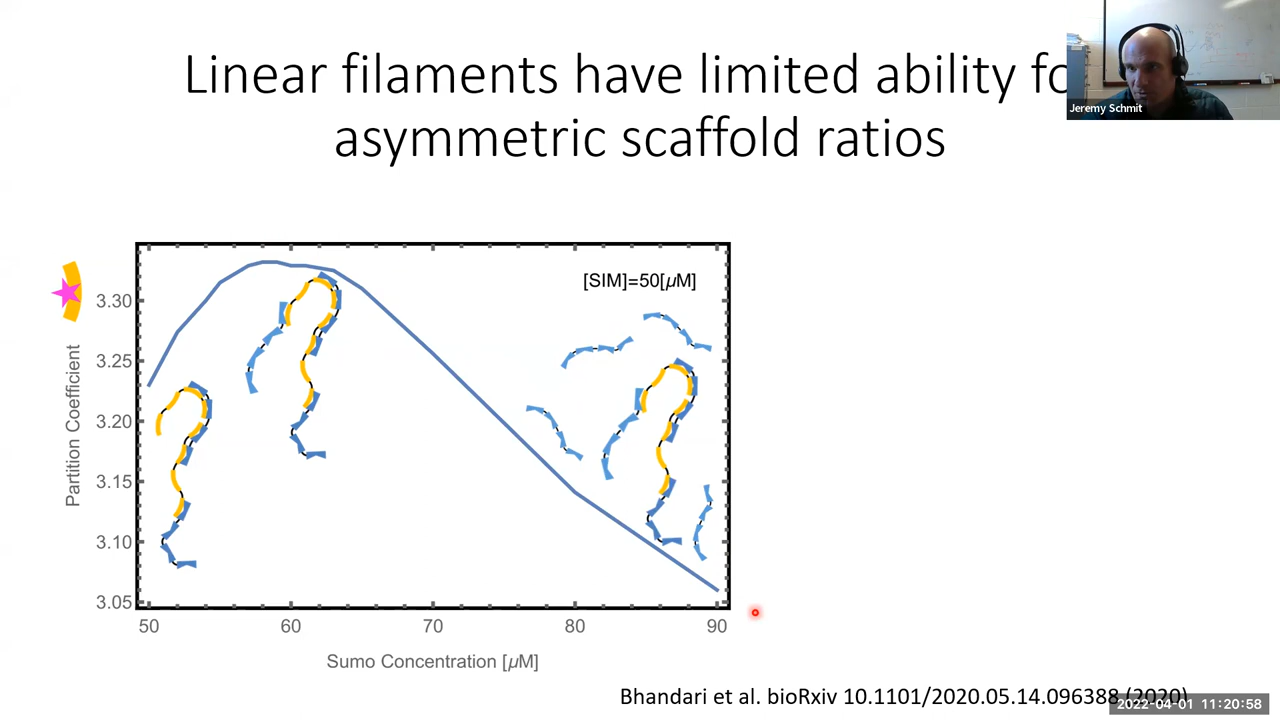 Linear filaments have limited ability fo
asymmetric scaffold ratios
Jeremy Schmit
[SIM]=50[µM]
3.30
3.25
3.20
3.15
3.10
3.05
Partition Coefficient
50 60 70 80 90
Sumo Concentration [µM]
Bhandari et al. bioRxiv 10.1101/2020.05.14.096388 (2020)
2022-04-01 11:20:58